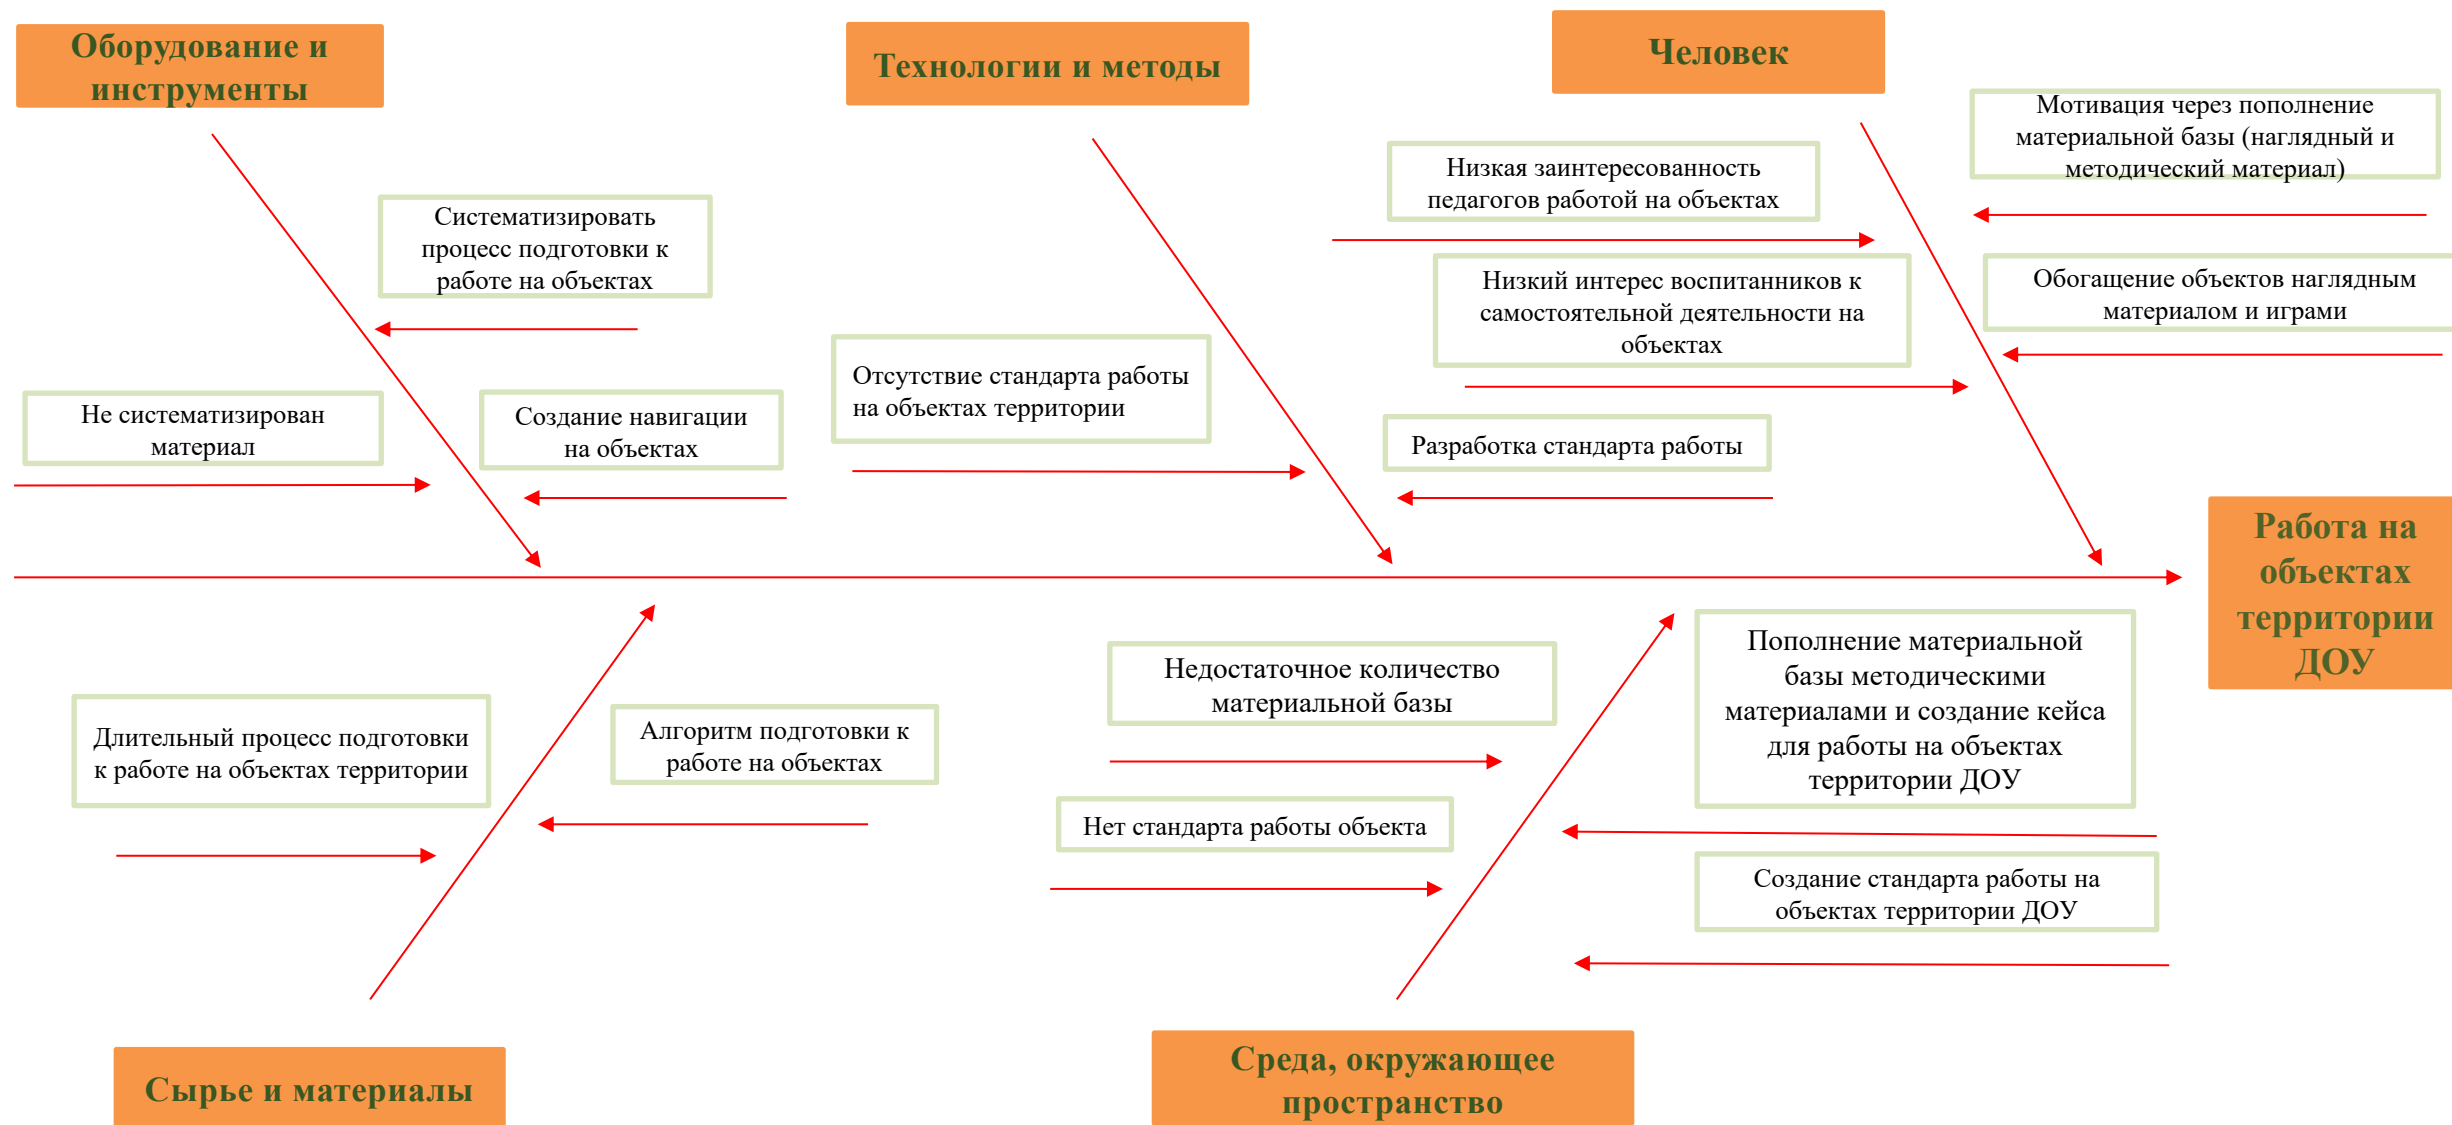 Оборудование и
инструменты
Технологии и методы
Человек
Мотивация через пополнение
материальной базы (наглядный и
методический материал)
Низкая заинтересованность
педагогов работой на объектах
Систематизировать
процесс подготовки к
работе на объектах
Низкий интерес воспитанников к
самостоятельной деятельности на
объектах
Обогащение объектов наглядным
материалом и играми
Отсутствие стандарта работы
на объектах территории
Не систематизирован
материал
Создание навигации
на объектах
Разработка стандарта работы
Работа на
объектах
территории
ДОУ
Недостаточное количество
материальной базы
Пополнение материальной
базы методическими
материалами и создание кейса
для работы на объектах
территории ДОУ
Длительный процесс подготовки
к работе на объектах территории
Алгоритм подготовки к
работе на объектах
Нет стандарта работы объекта
Создание стандарта работы на
объектах территории ДОУ
Сырье и материалы
Среда, окружающее
пространство